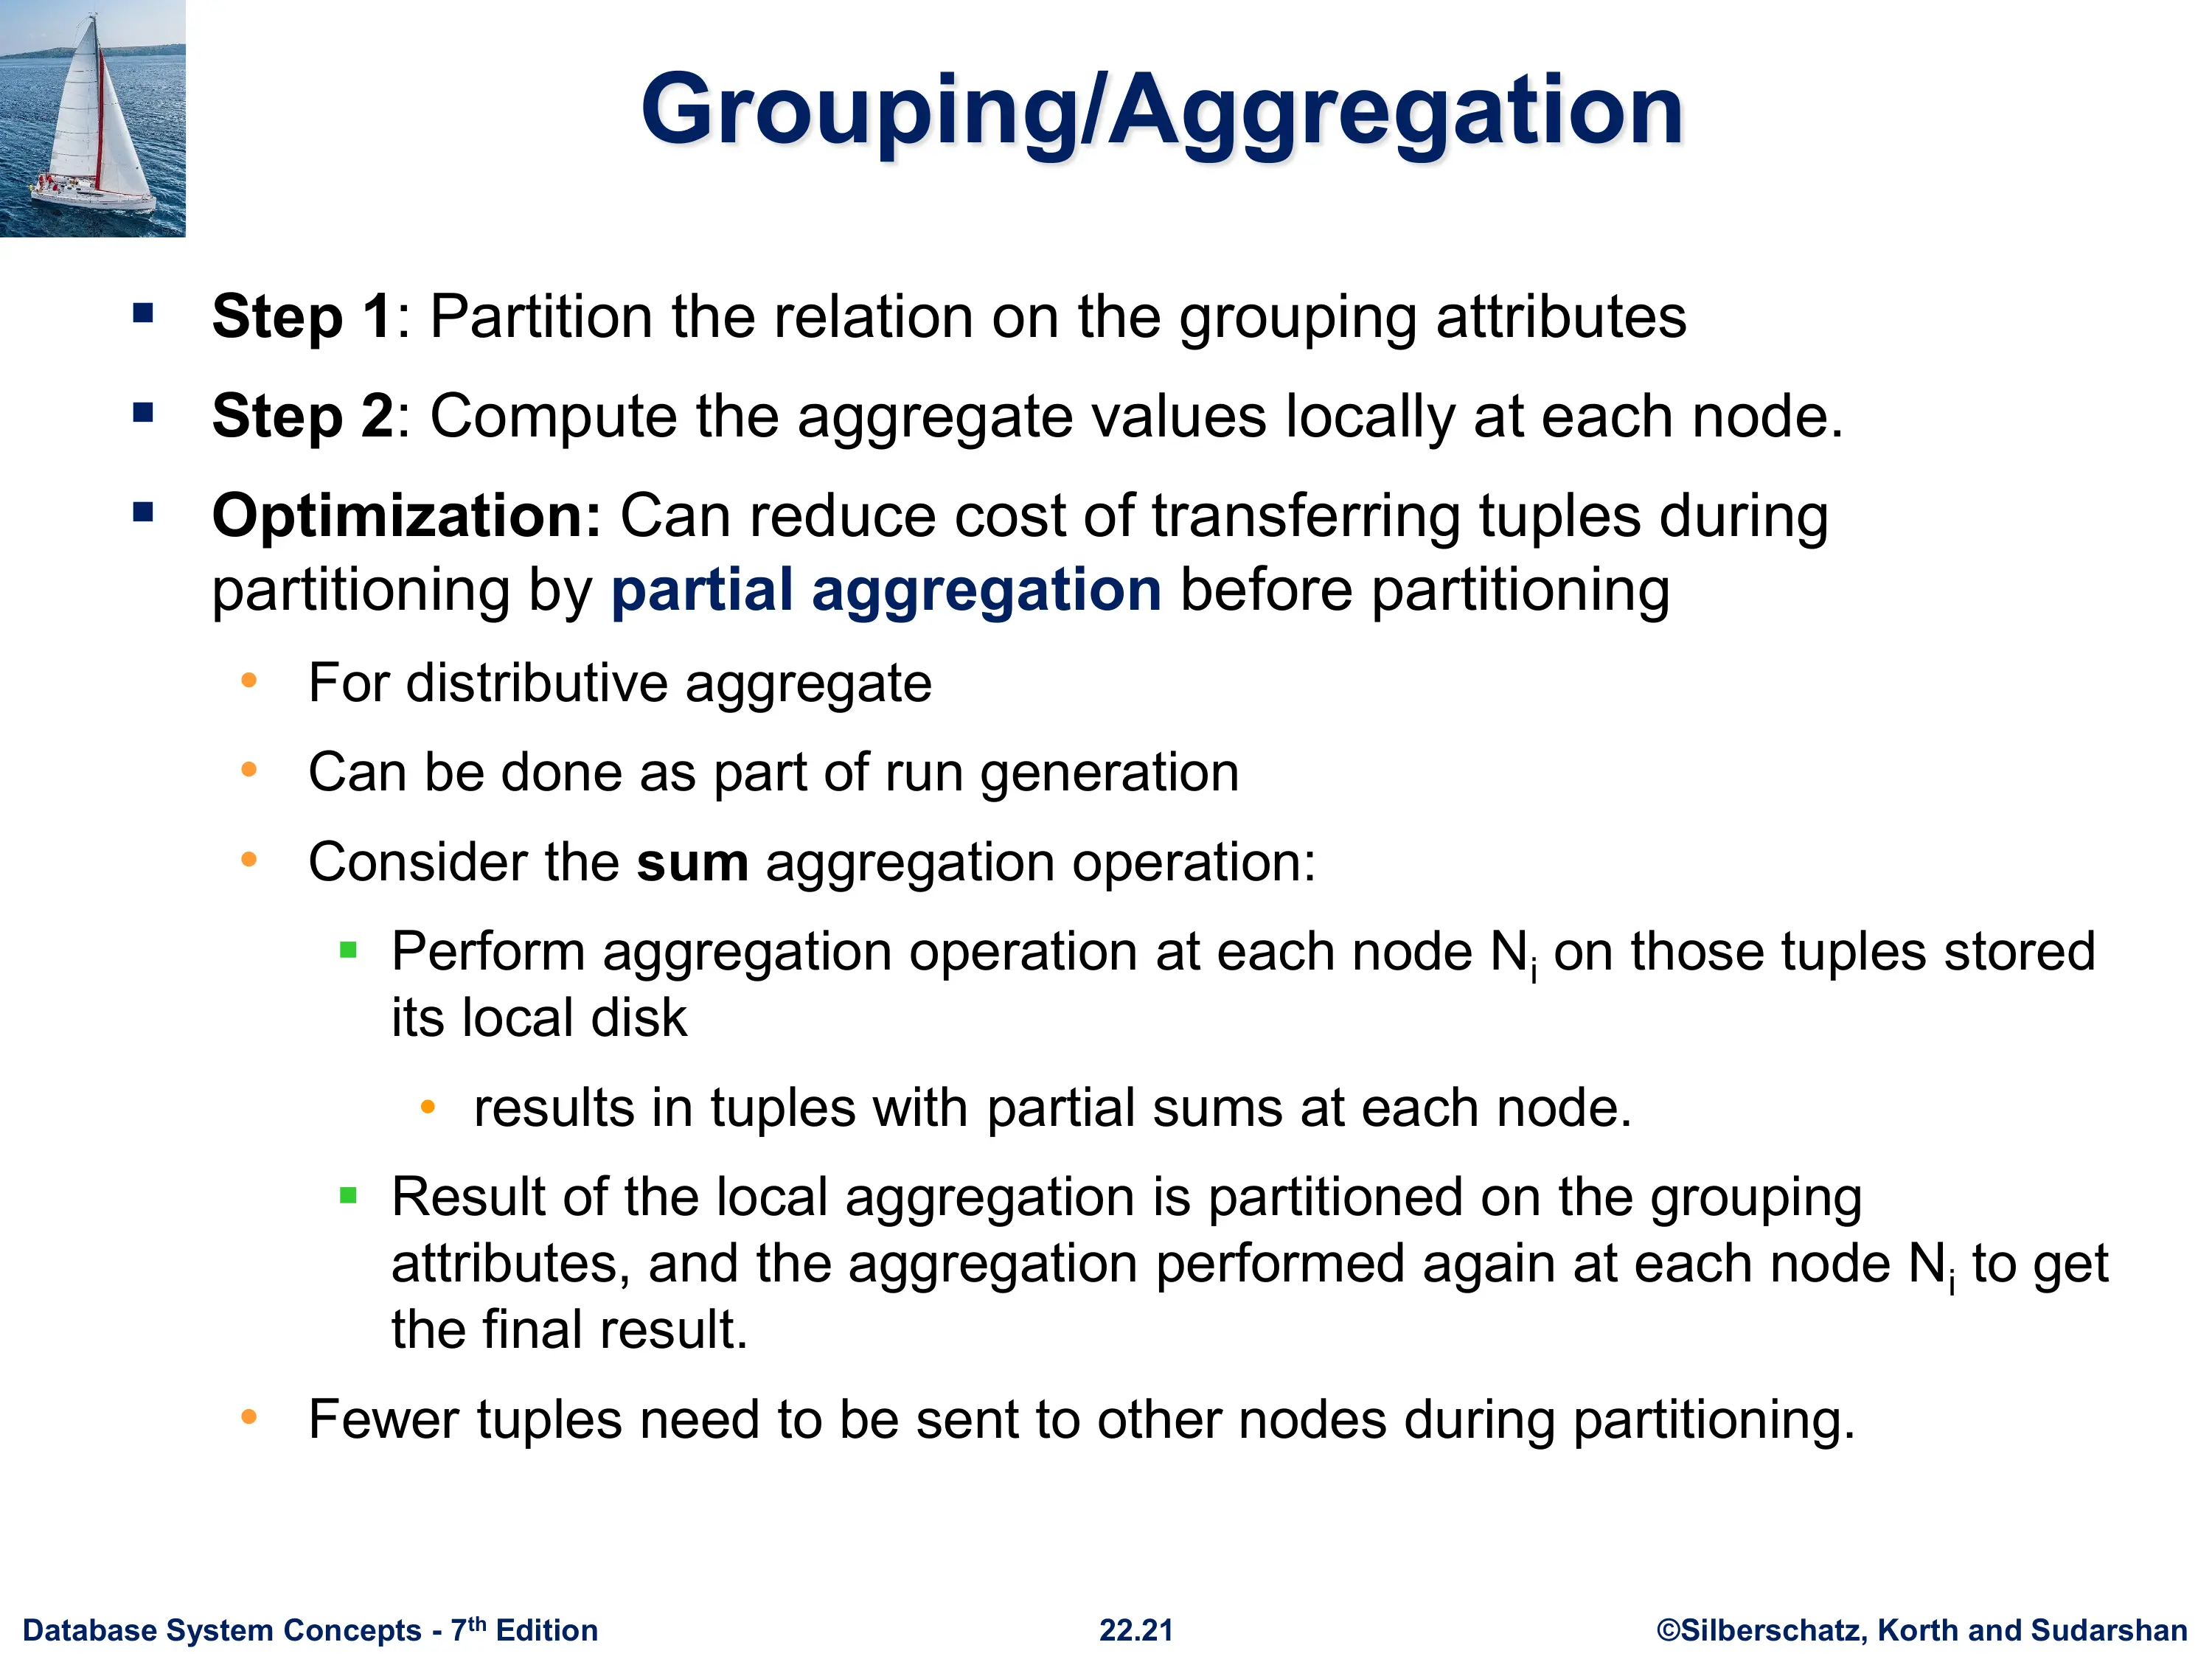 Grouping/Aggregation
▪ Step 1: Partition the relation on the grouping attributes
▪ Step 2: Compute the aggregate values locally at each node.
▪ Optimization: Can reduce cost of transferring tuples during
partitioning by partial aggregation before partitioning
• For distributive aggregate
• Can be done as part of run generation
• Consider the sum aggregation operation:
▪ Perform aggregation operation at each node Ni on those tuples stored
its local disk
• results in tuples with partial sums at each node.
▪ Result of the local aggregation is partitioned on the grouping
attributes, and the aggregation performed again at each node Ni to get
the final result.
• Fewer tuples need to be sent to other nodes during partitioning.
Database System Concepts - 7th Edition 22.21 ©Silberschatz, Korth and Sudarshan